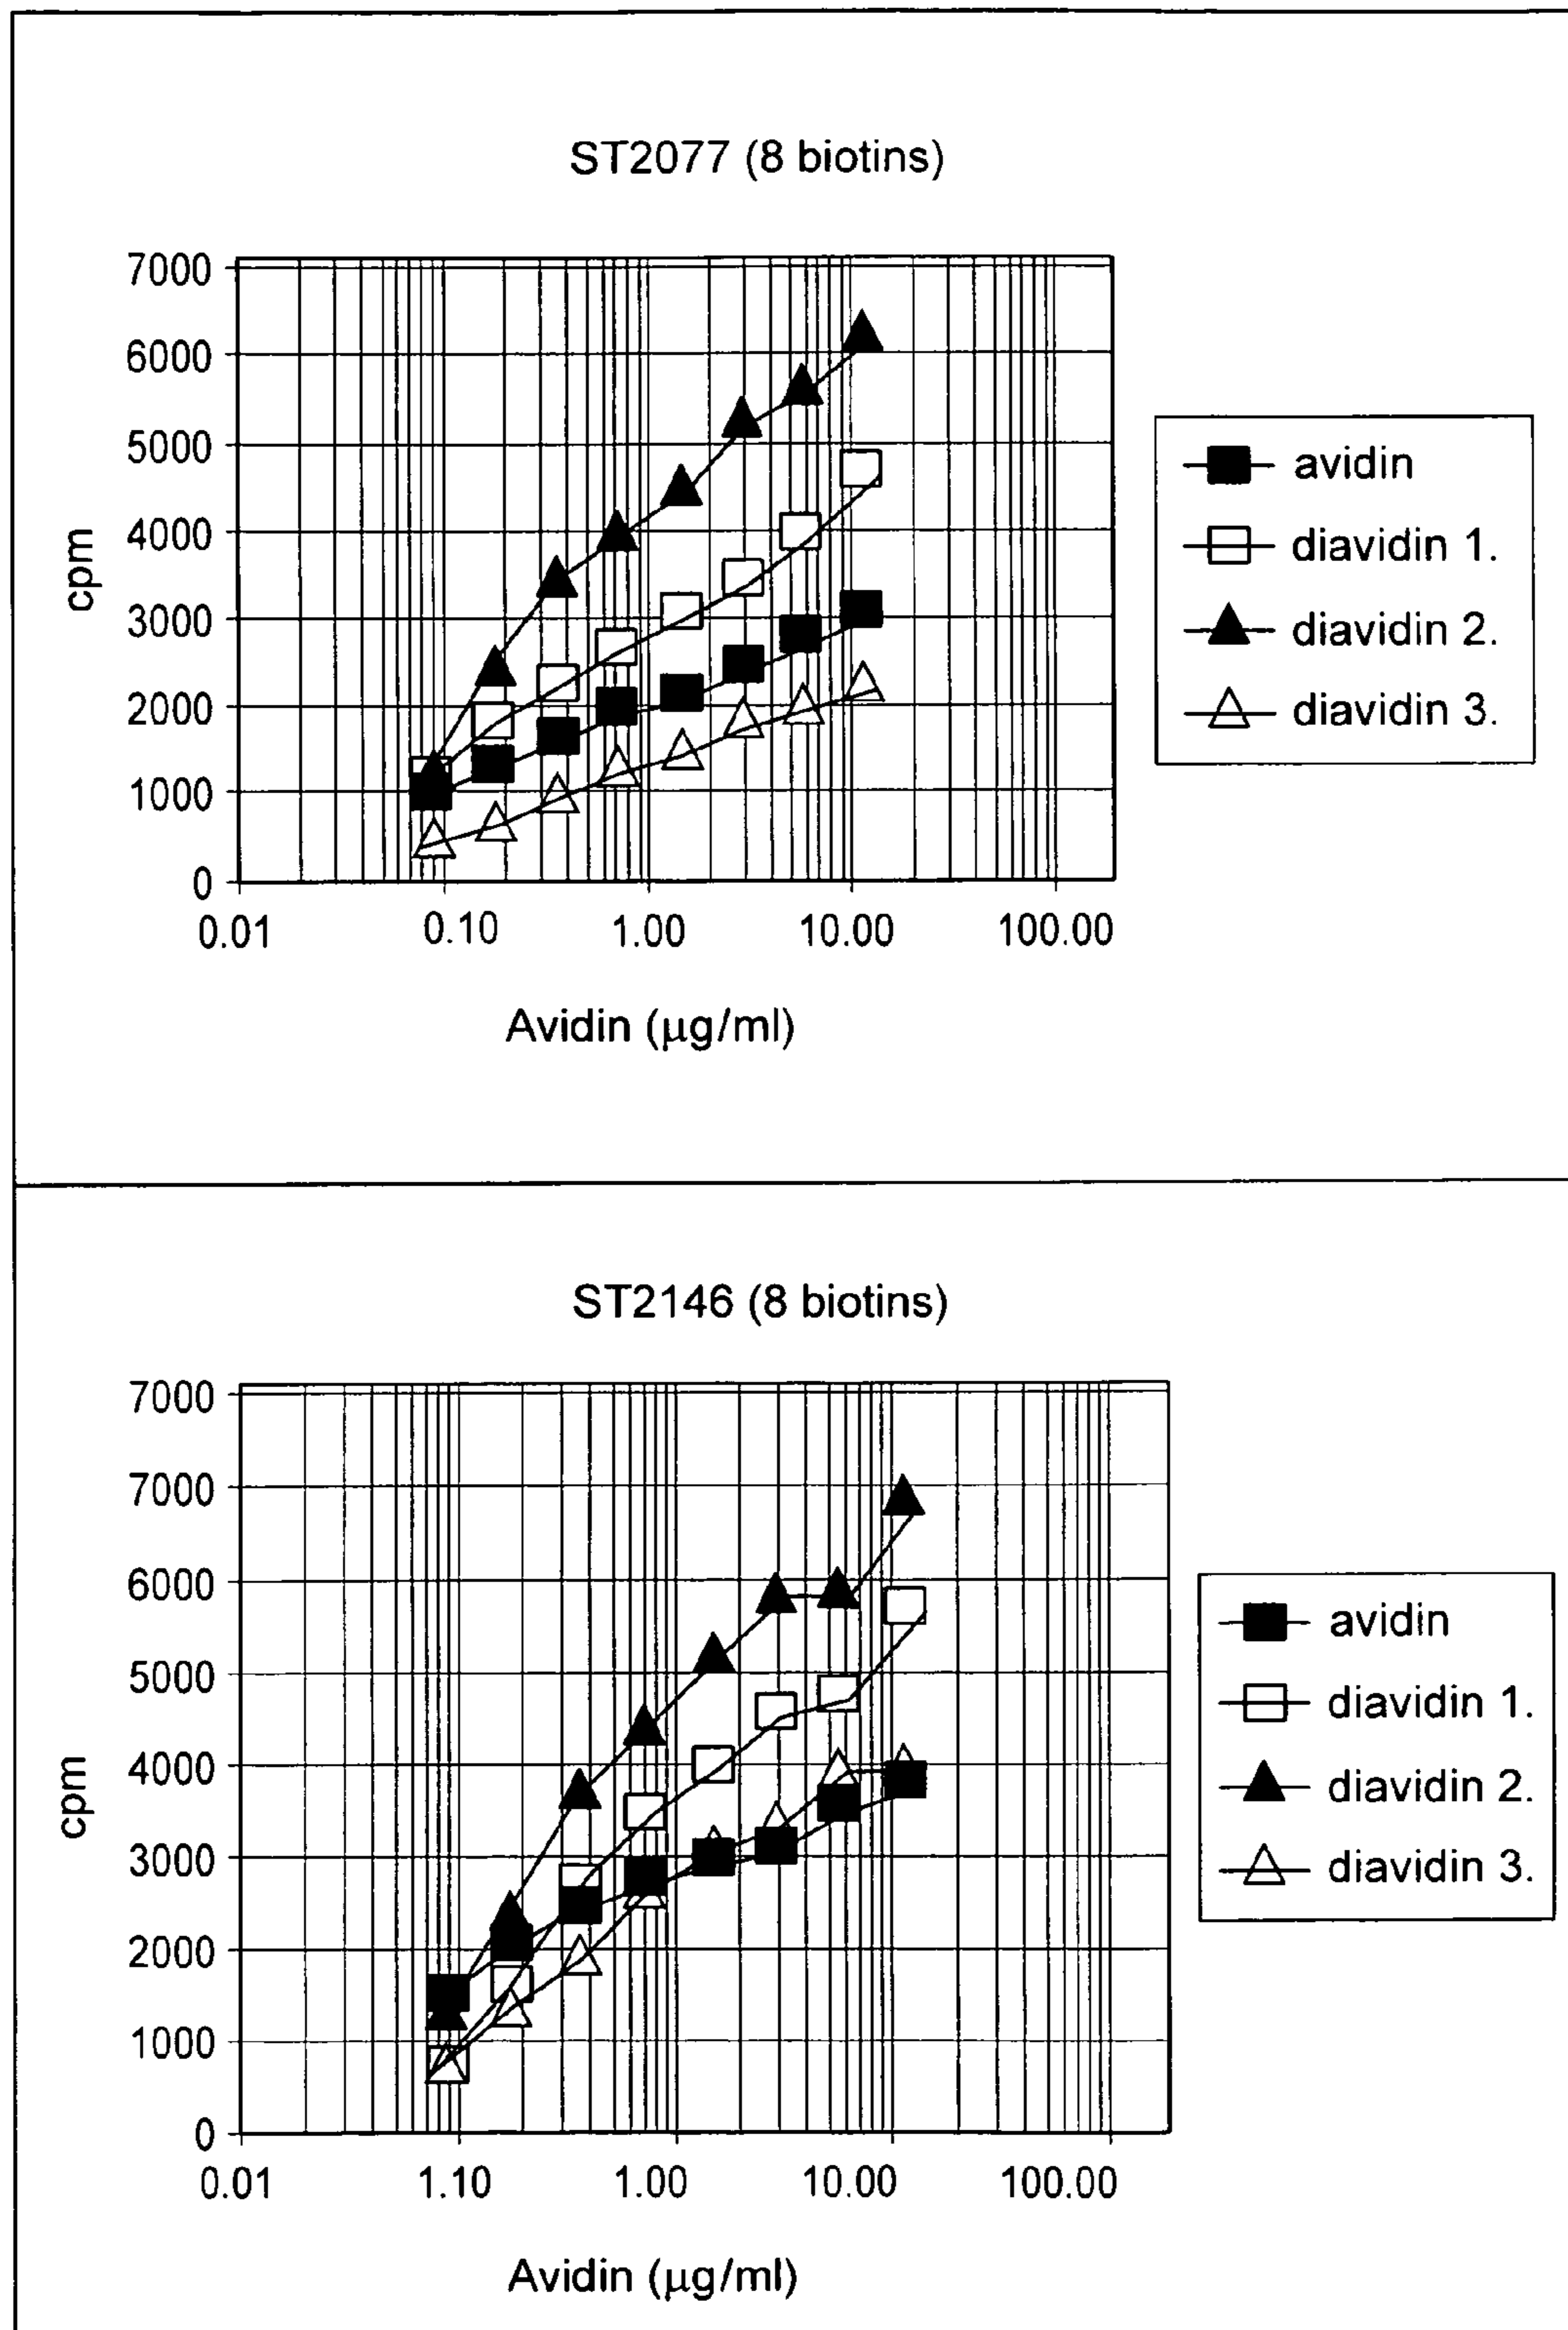 ST2077 (8 biotins)
7000
6000
5000
4000
3000
2000
1000
0
cpm
0.01 0.10 1.00 10.00 100.00
Avidin (μg/ml)
avidin
diavidin 1.
diavidin 2.
diavidin 3.
ST2146 (8 biotins)
7000
7000
6000
5000
4000
3000
2000
1000
0
cpm
0.01 1.10 1.00 10.00 100.00
Avidin (μg/ml)
avidin
diavidin 1.
diavidin 2.
diavidin 3.